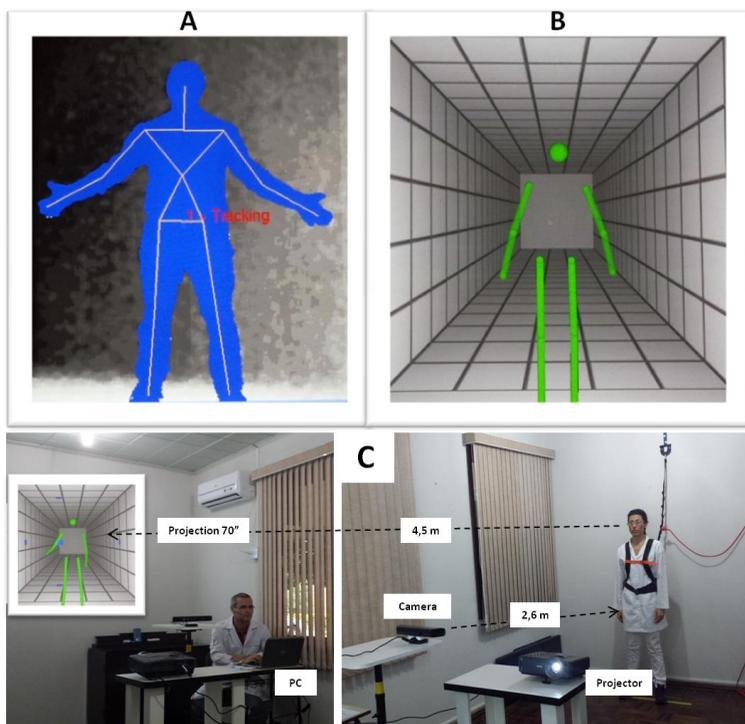 A
B
1 - Tracking
C
Projection 70"
4,5 m
Camera
2,6 m
PC
Projector